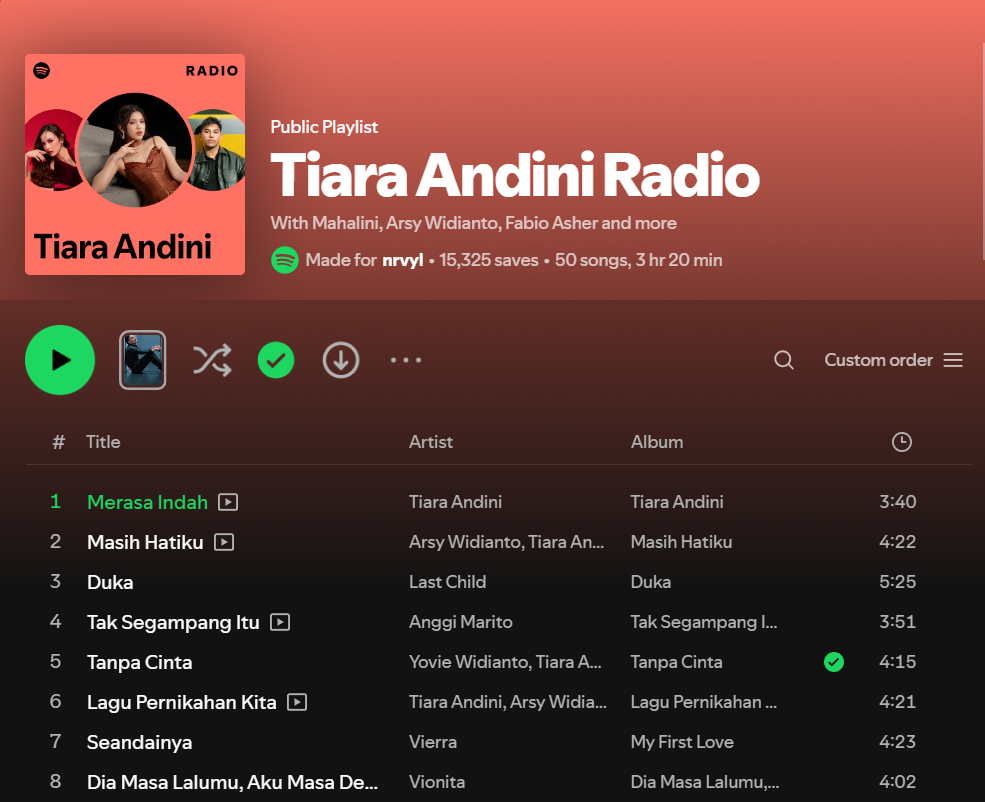 RADIO
Tiara Andini
Public Playlist
Tiara Andini Radio
With Mahalini, Arsy Widianto, Fabio Asher and more
Made for nrvyl • 15,325 saves • 50 songs, 3 hr 20 min
Custom order
# Title Artist Album
1 Merasa Indah Tiara Andini Tiara Andini 3:40
2 Masih Hatiku Arsy Widianto, Tiara An... Masih Hatiku 4:22
3 Duka Last Child Duka 5:25
4 Tak Segampang Itu Anggi Marito Tak Segampang I... 3:51
5 Tanpa Cinta Yovie Widianto, Tiara A... Tanpa Cinta 4:15
6 Lagu Pernikahan Kita Tiara Andini, Arsy Widia... Lagu Pernikahan ... 4:21
7 Seandainya Vierra My First Love 4:23
8 Dia Masa Lalumu, Aku Masa De... Vionita Dia Masa Lalumu,... 4:02